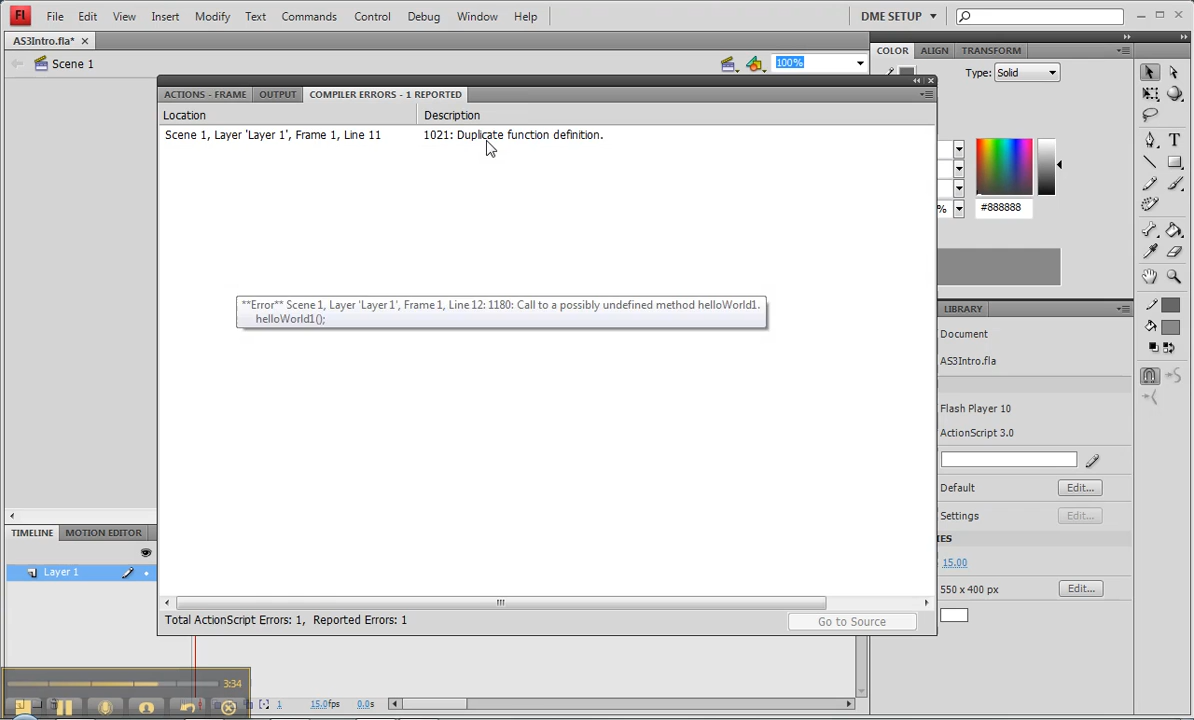 Fl File Edit View Insert Modify Text Commands Control Debug Window Help DME SETUP
AS3Intro.fla*
Scene 1 100%
COLOR ALIGN TRANSFORM
Type: Solid
ACTIONS - FRAME OUTPUT COMPILER ERRORS - 1 REPORTED
Location Description
Scene 1, Layer 'Layer 1', Frame 1, Line 11 1021: Duplicate function definition.
% #888888
**Error** Scene 1, Layer 'Layer 1', Frame 1, Line 12: 1180: Call to a possibly undefined method helloWorld1.
helloWorld1();
LIBRARY
Document
AS3Intro.fla
Flash Player 10
ActionScript 3.0
Default Edit...
Settings Edit...
IES
15.00
550 x 400 px Edit...
TIMELINE MOTION EDITOR
Layer 1
Total ActionScript Errors: 1, Reported Errors: 1 Go to Source
3:34
1 15.0fps 0.0s